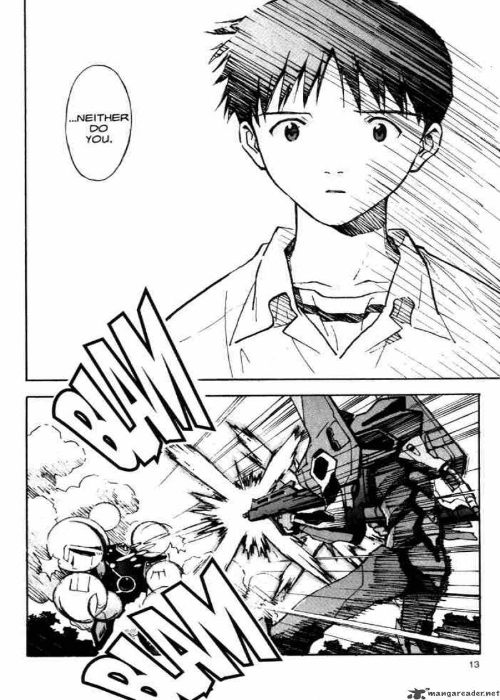 ...NEITHER
DO
YOU.
BLAM
BLAM
13
mangareader.net